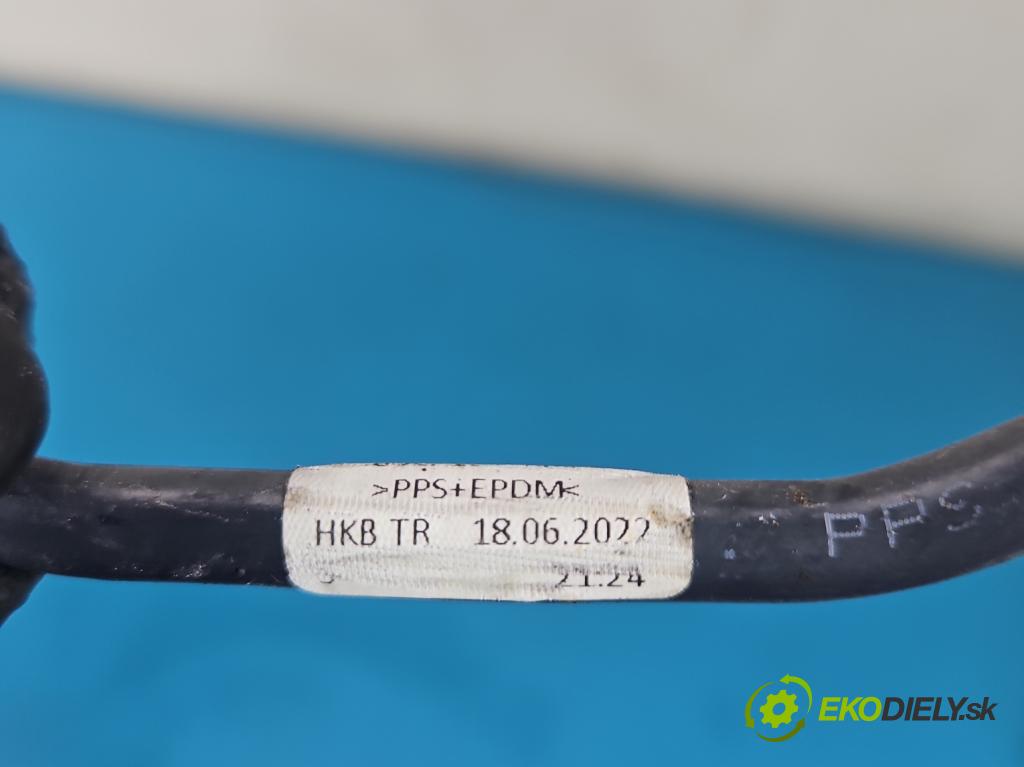 >PPS+EPDM<
HKB TR 18.06.2022
21:24
PPS
EKODIELY.sk